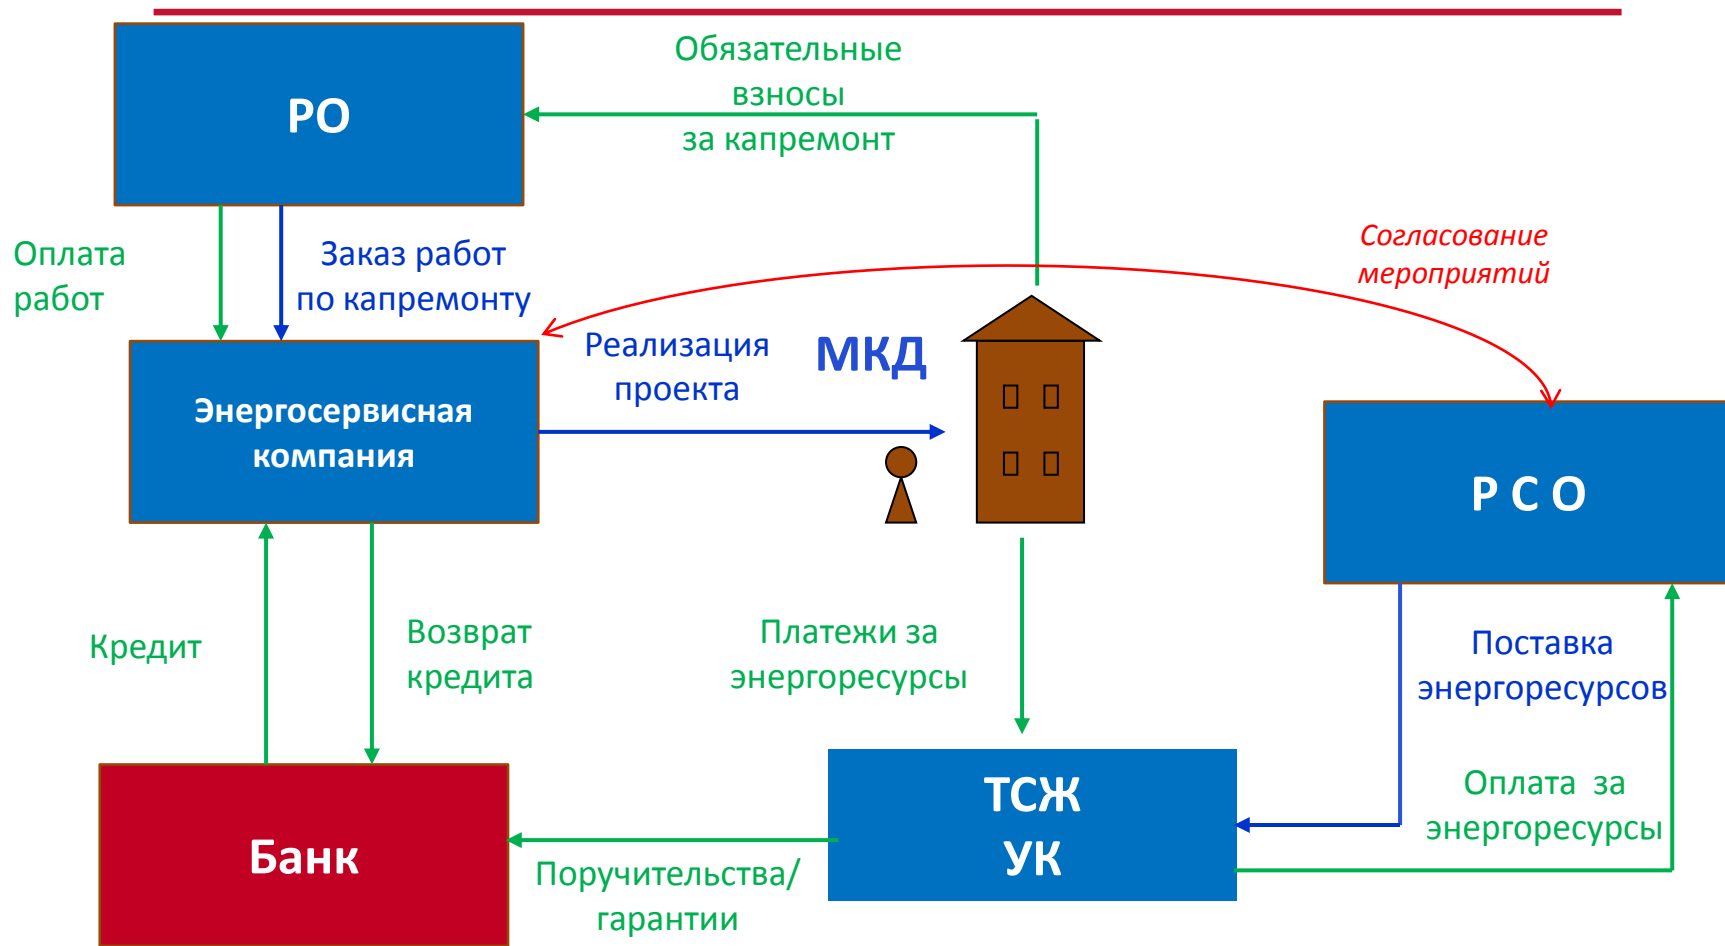 Обязательные
взносы
за капремонт
РО
Оплата
работ
Заказ работ
по капремонту
Согласование
мероприятий
Реализация
проекта
МКД
Энергосервисная
компания
Р С О
Кредит
Возврат
кредита
Платежи за
энергоресурсы
Поставка
энергоресурсов
ТСЖ
УК
Оплата за
энергоресурсы
Банк
Поручительства/
гарантии